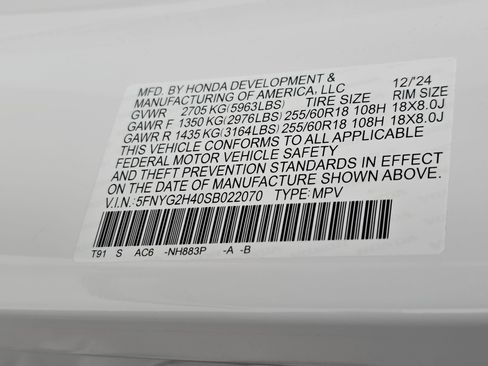 MFD. BY HONDA DEVELOPMENT &
MANUFACTURING OF AMERICA, LLC 12/'24
GVWR 2705 KG(5963LBS) TIRE SIZE RIM SIZE
GAWR F 1350 KG(2976LBS) 255/60R18 108H 18X8.0J
GAWR R 1435 KG(3164LBS) 255/60R18 108H 18X8.0J
THIS VEHICLE CONFORMS TO ALL APPLICABLE
FEDERAL MOTOR VEHICLE SAFETY
AND THEFT PREVENTION STANDARDS IN EFFECT
ON THE DATE OF MANUFACTURE SHOWN ABOVE.
V.I.N.: 5FNYG2H40SB022070 TYPE: MPV
T91 S AC6 -NH883P -A -B